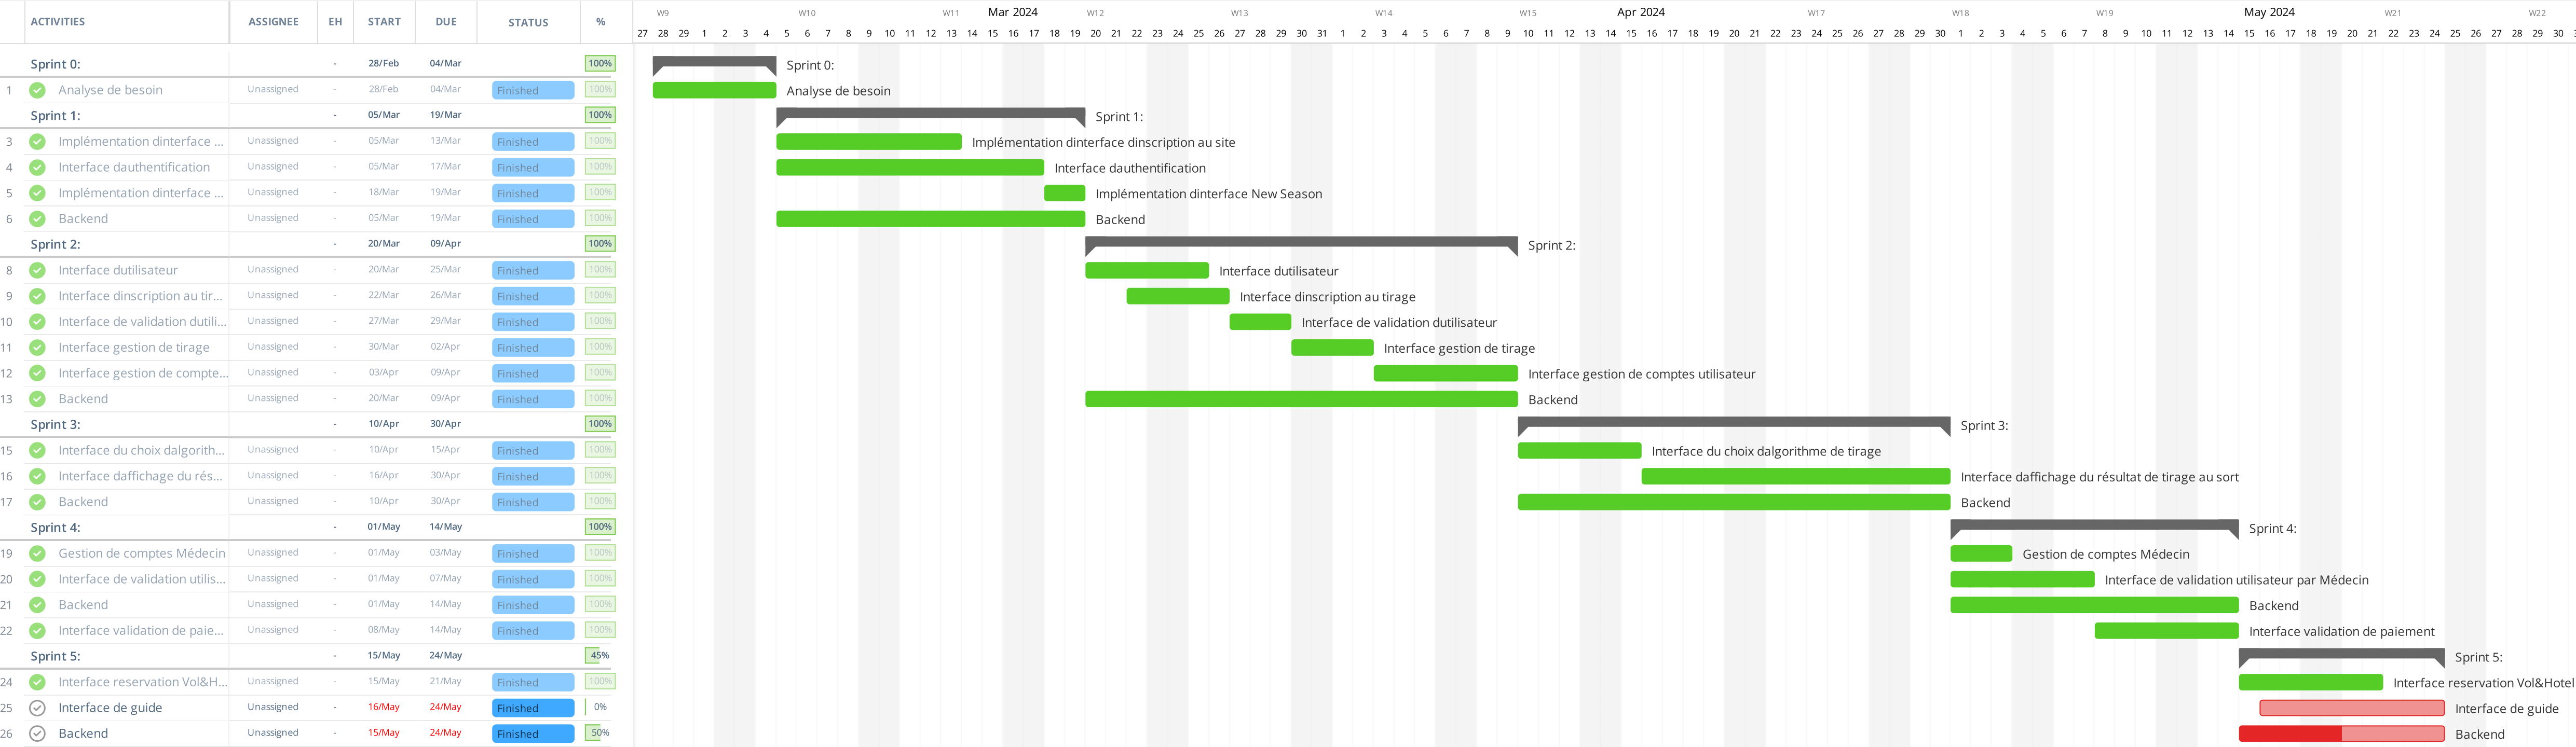 ACTIVITIES ASSIGNEE EH START DUE STATUS %
W9 W10 W11 Mar 2024 W12 W13 W14 W15 Apr 2024 W17 W18 W19 May 2024 W21 W22
27 28 29 1 2 3 4 5 6 7 8 9 10 11 12 13 14 15 16 17 18 19 20 21 22 23 24 25 26 27 28 29 30 31 1 2 3 4 5 6 7 8 9 10 11 12 13 14 15 16 17 18 19 20 21 22 23 24 25 26 27 28 29 30 1 2 3 4 5 6 7 8 9 10 11 12 13 14 15 16 17 18 19 20 21 22 23 24 25 26 27 28 29 30
Sprint 0: - 28/Feb 04/Mar 100% Sprint 0:
1 Analyse de besoin Unassigned - 28/Feb 04/Mar Finished 100% Analyse de besoin
Sprint 1: - 05/Mar 19/Mar 100% Sprint 1:
3 Implémentation dinterface ... Unassigned - 05/Mar 13/Mar Finished 100% Implémentation dinterface dinscription au site
4 Interface dauthentification Unassigned - 05/Mar 17/Mar Finished 100% Interface dauthentification
5 Implémentation dinterface ... Unassigned - 18/Mar 19/Mar Finished 100% Implémentation dinterface New Season
6 Backend Unassigned - 05/Mar 19/Mar Finished 100% Backend
Sprint 2: - 20/Mar 09/Apr 100% Sprint 2:
8 Interface dutilisateur Unassigned - 20/Mar 25/Mar Finished 100% Interface dutilisateur
9 Interface dinscription au tir... Unassigned - 22/Mar 26/Mar Finished 100% Interface dinscription au tirage
10 Interface de validation dutili... Unassigned - 27/Mar 29/Mar Finished 100% Interface de validation dutilisateur
11 Interface gestion de tirage Unassigned - 30/Mar 02/Apr Finished 100% Interface gestion de tirage
12 Interface gestion de compte... Unassigned - 03/Apr 09/Apr Finished 100% Interface gestion de comptes utilisateur
13 Backend Unassigned - 20/Mar 09/Apr Finished 100% Backend
Sprint 3: - 10/Apr 30/Apr 100% Sprint 3:
15 Interface du choix dalgorith... Unassigned - 10/Apr 15/Apr Finished 100% Interface du choix dalgorithme de tirage
16 Interface daffichage du rés... Unassigned - 16/Apr 30/Apr Finished 100% Interface daffichage du résultat de tirage au sort
17 Backend Unassigned - 10/Apr 30/Apr Finished 100% Backend
Sprint 4: - 01/May 14/May 100% Sprint 4:
19 Gestion de comptes Médecin Unassigned - 01/May 03/May Finished 100% Gestion de comptes Médecin
20 Interface de validation utilis... Unassigned - 01/May 07/May Finished 100% Interface de validation utilisateur par Médecin
21 Backend Unassigned - 01/May 14/May Finished 100% Backend
22 Interface validation de paie... Unassigned - 08/May 14/May Finished 100% Interface validation de paiement
Sprint 5: - 15/May 24/May 45% Sprint 5:
24 Interface reservation Vol&H... Unassigned - 15/May 21/May Finished 100% Interface reservation Vol&Hotel
25 Interface de guide Unassigned - 16/May 24/May Finished 0% Interface de guide
26 Backend Unassigned - 15/May 24/May Finished 50% Backend